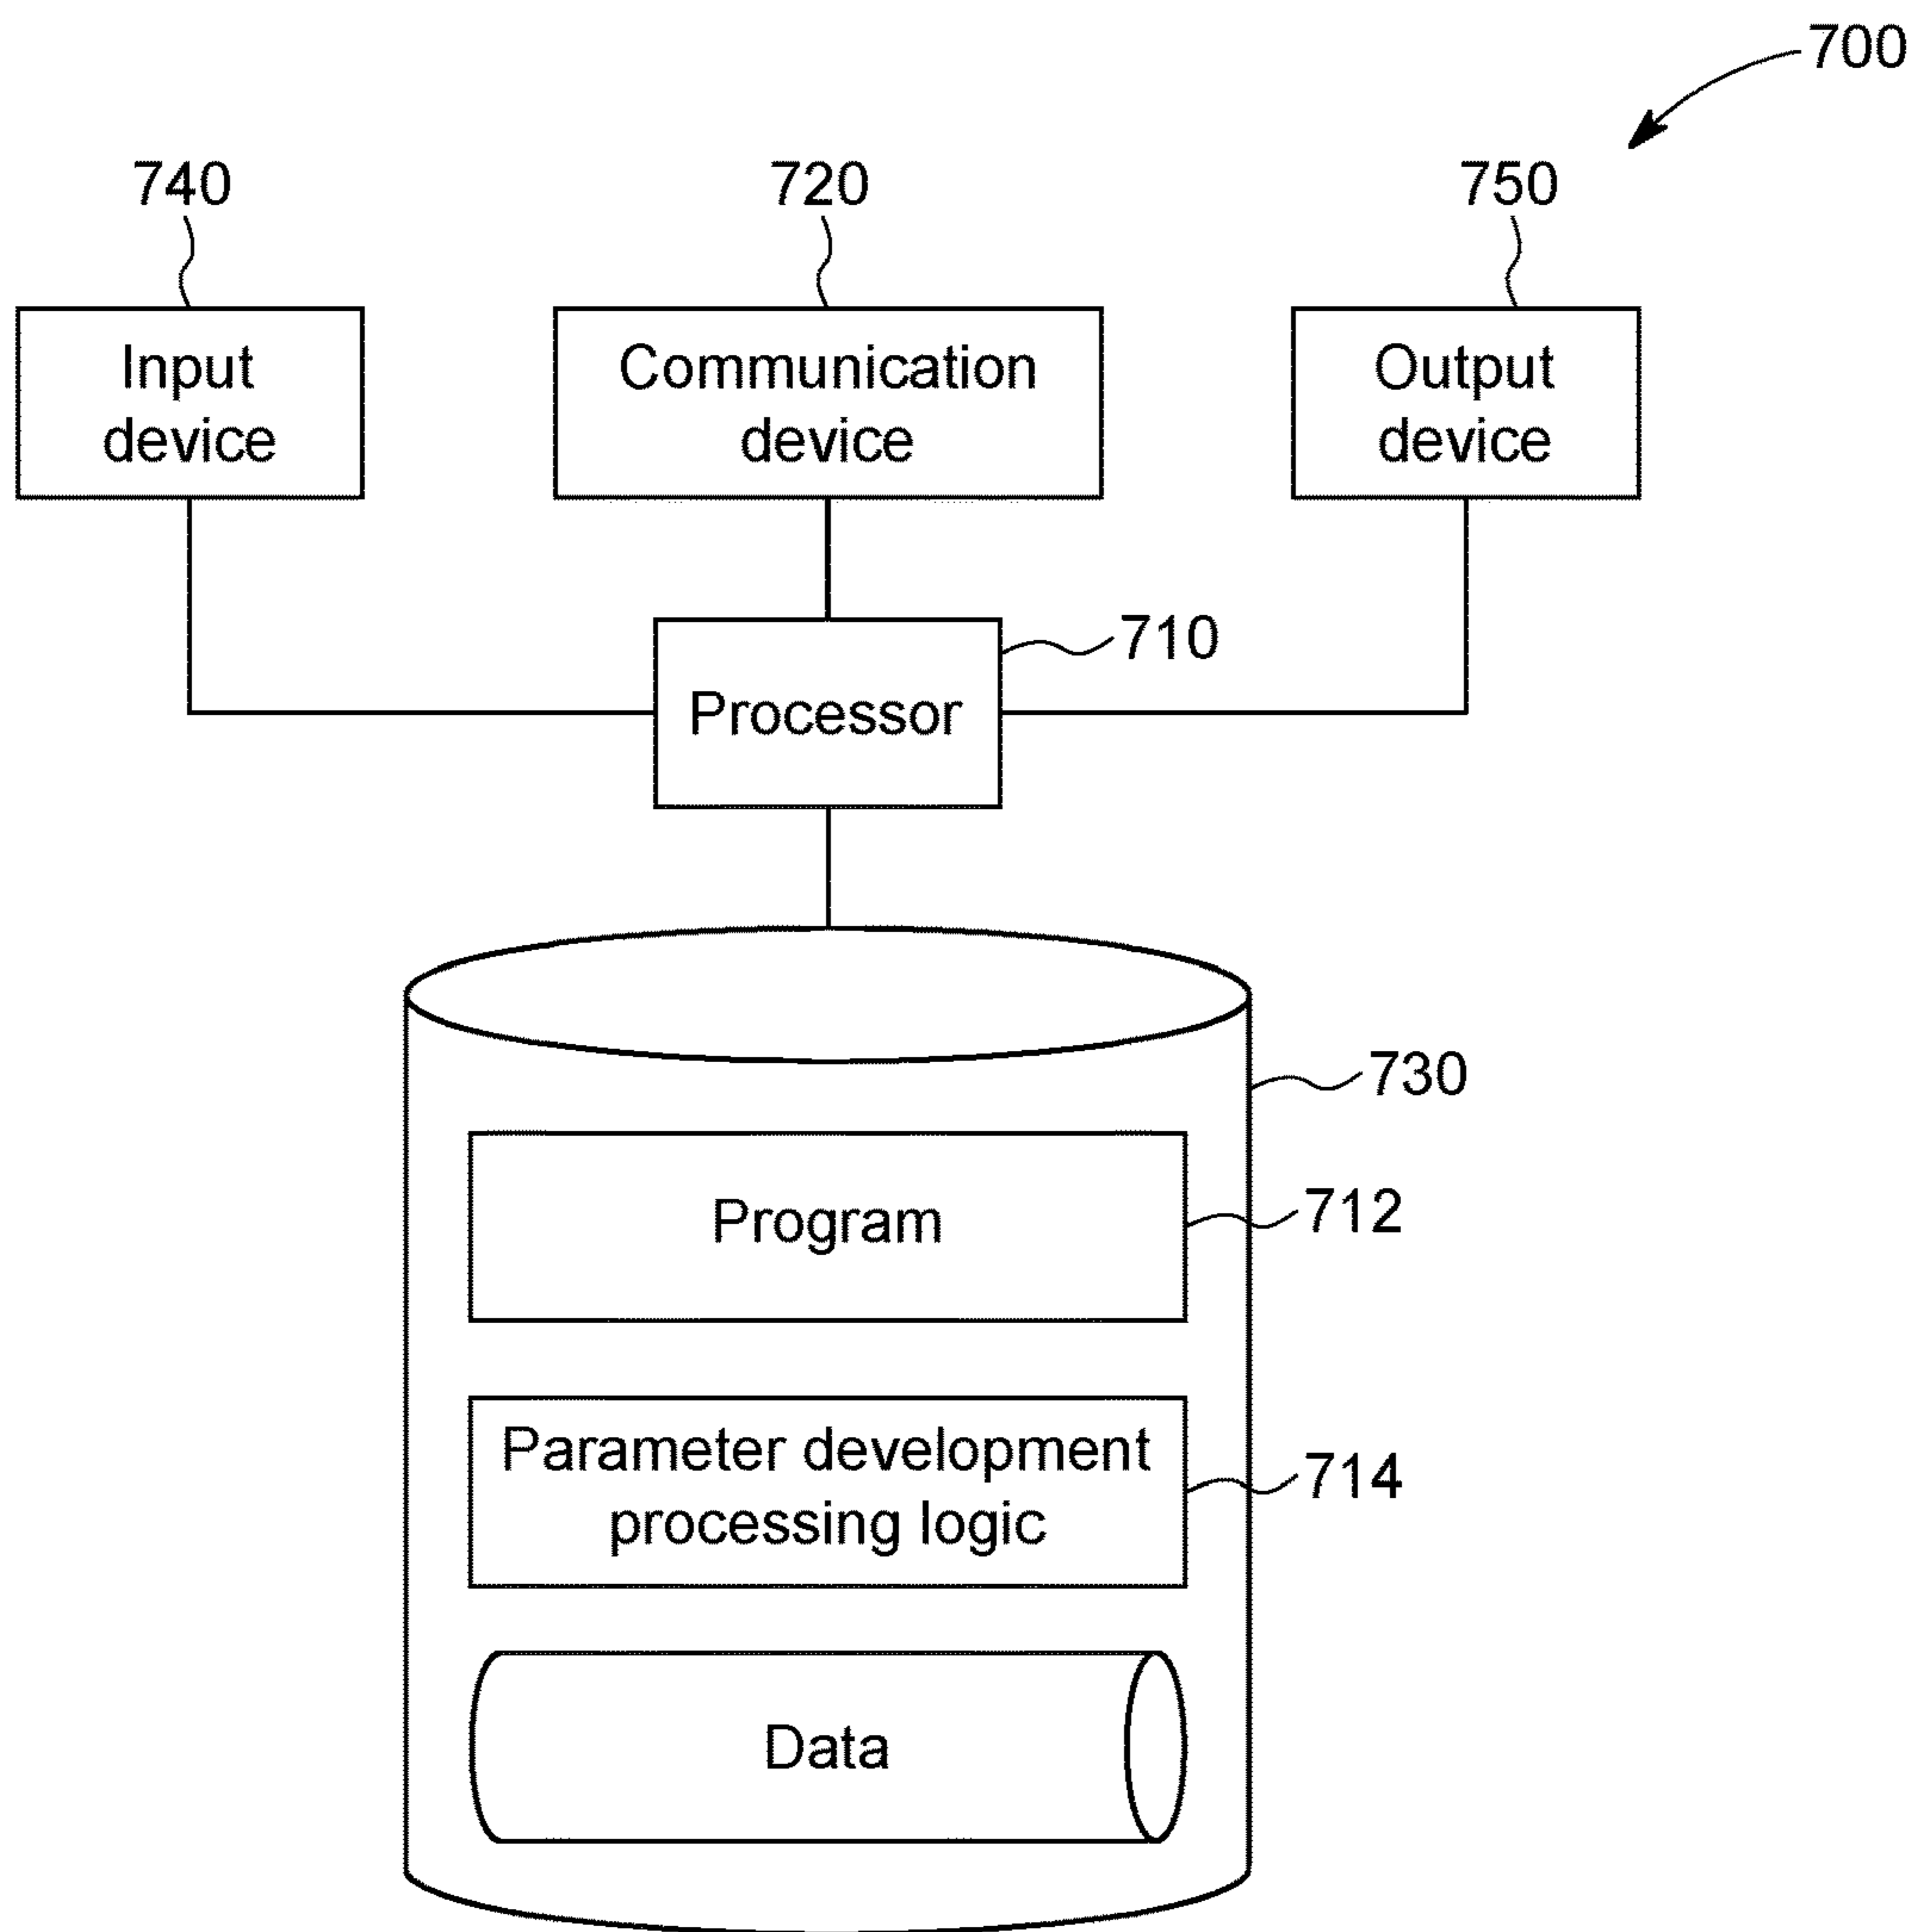 700
740
720
750
Input
device
Communication
device
Output
device
710
Processor
730
Program
712
Parameter development
processing logic
714
Data